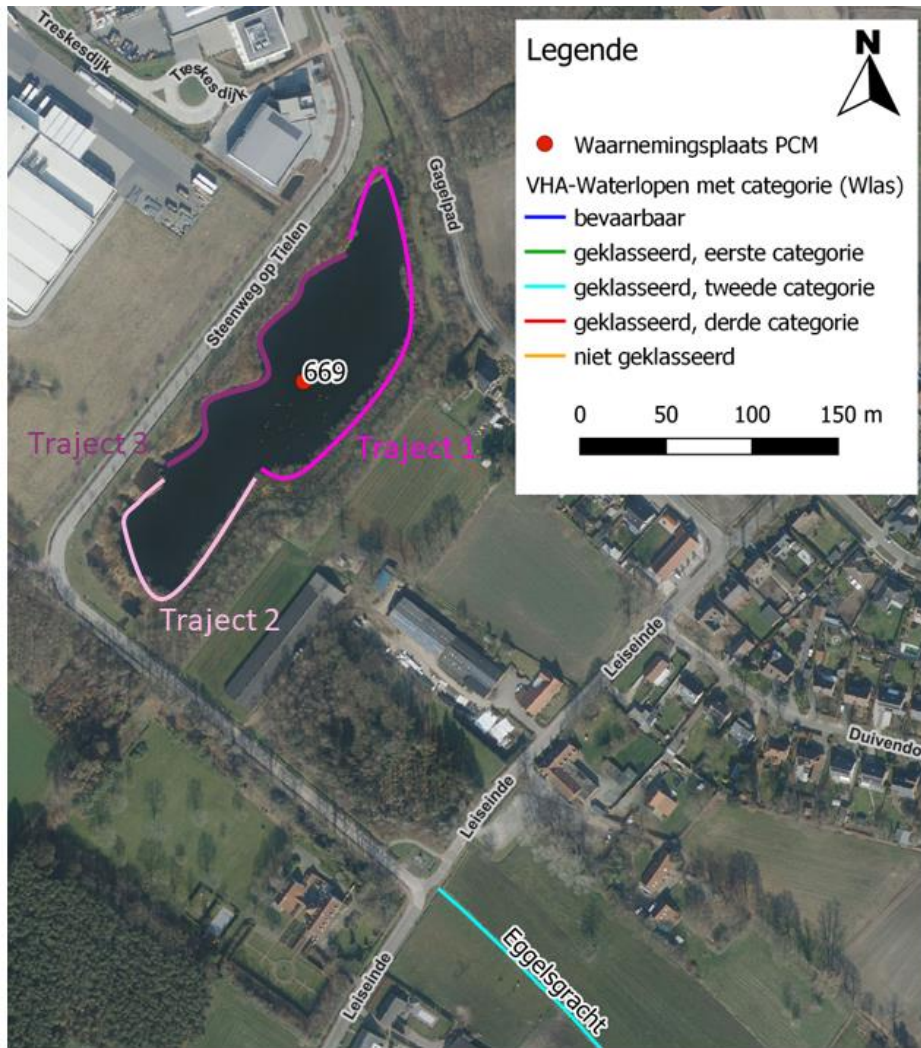 Treskesdijk
Treskesdijk
Gagelpad
Steenweg op Tielen
669
Traject 3
Traject 1
Traject 2
Leiseinde
Duivendo
Leiseinde
Leiseinde
Eggelsgracht
Legende
N
Waarnemingsplaats PCM
VHA-Waterlopen met categorie (Wlas)
bevaarbaar
geklasseerd, eerste categorie
geklasseerd, tweede categorie
geklasseerd, derde categorie
niet geklasseerd
0 50 100 150 m